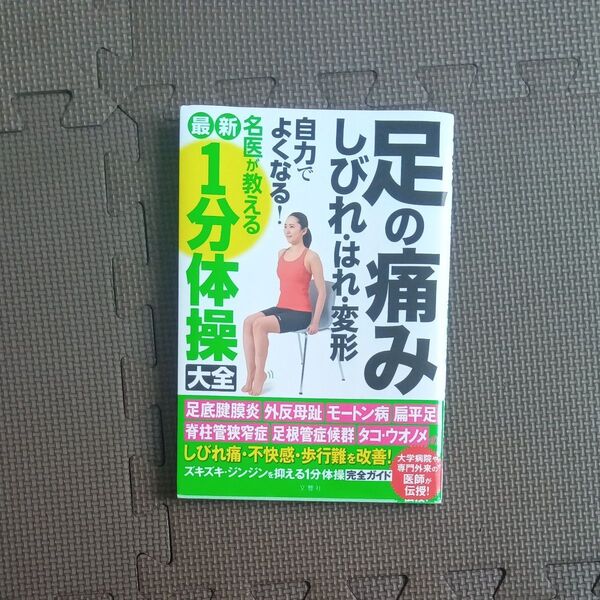 足の痛み
しびれ・はれ・変形
自力で
よくなる!
名医が教える
最新
1分体操
大全
足底腱膜炎 外反母趾 モートン病 扁平足
脊柱管狭窄症 足根管症候群 タコ・ウオノメ
しびれ痛・不快感・歩行難を改善!
ズキズキ・ジンジンを抑える1分体操完全ガイド
大学病院や
専門外来の
医師が
伝授!
文響社